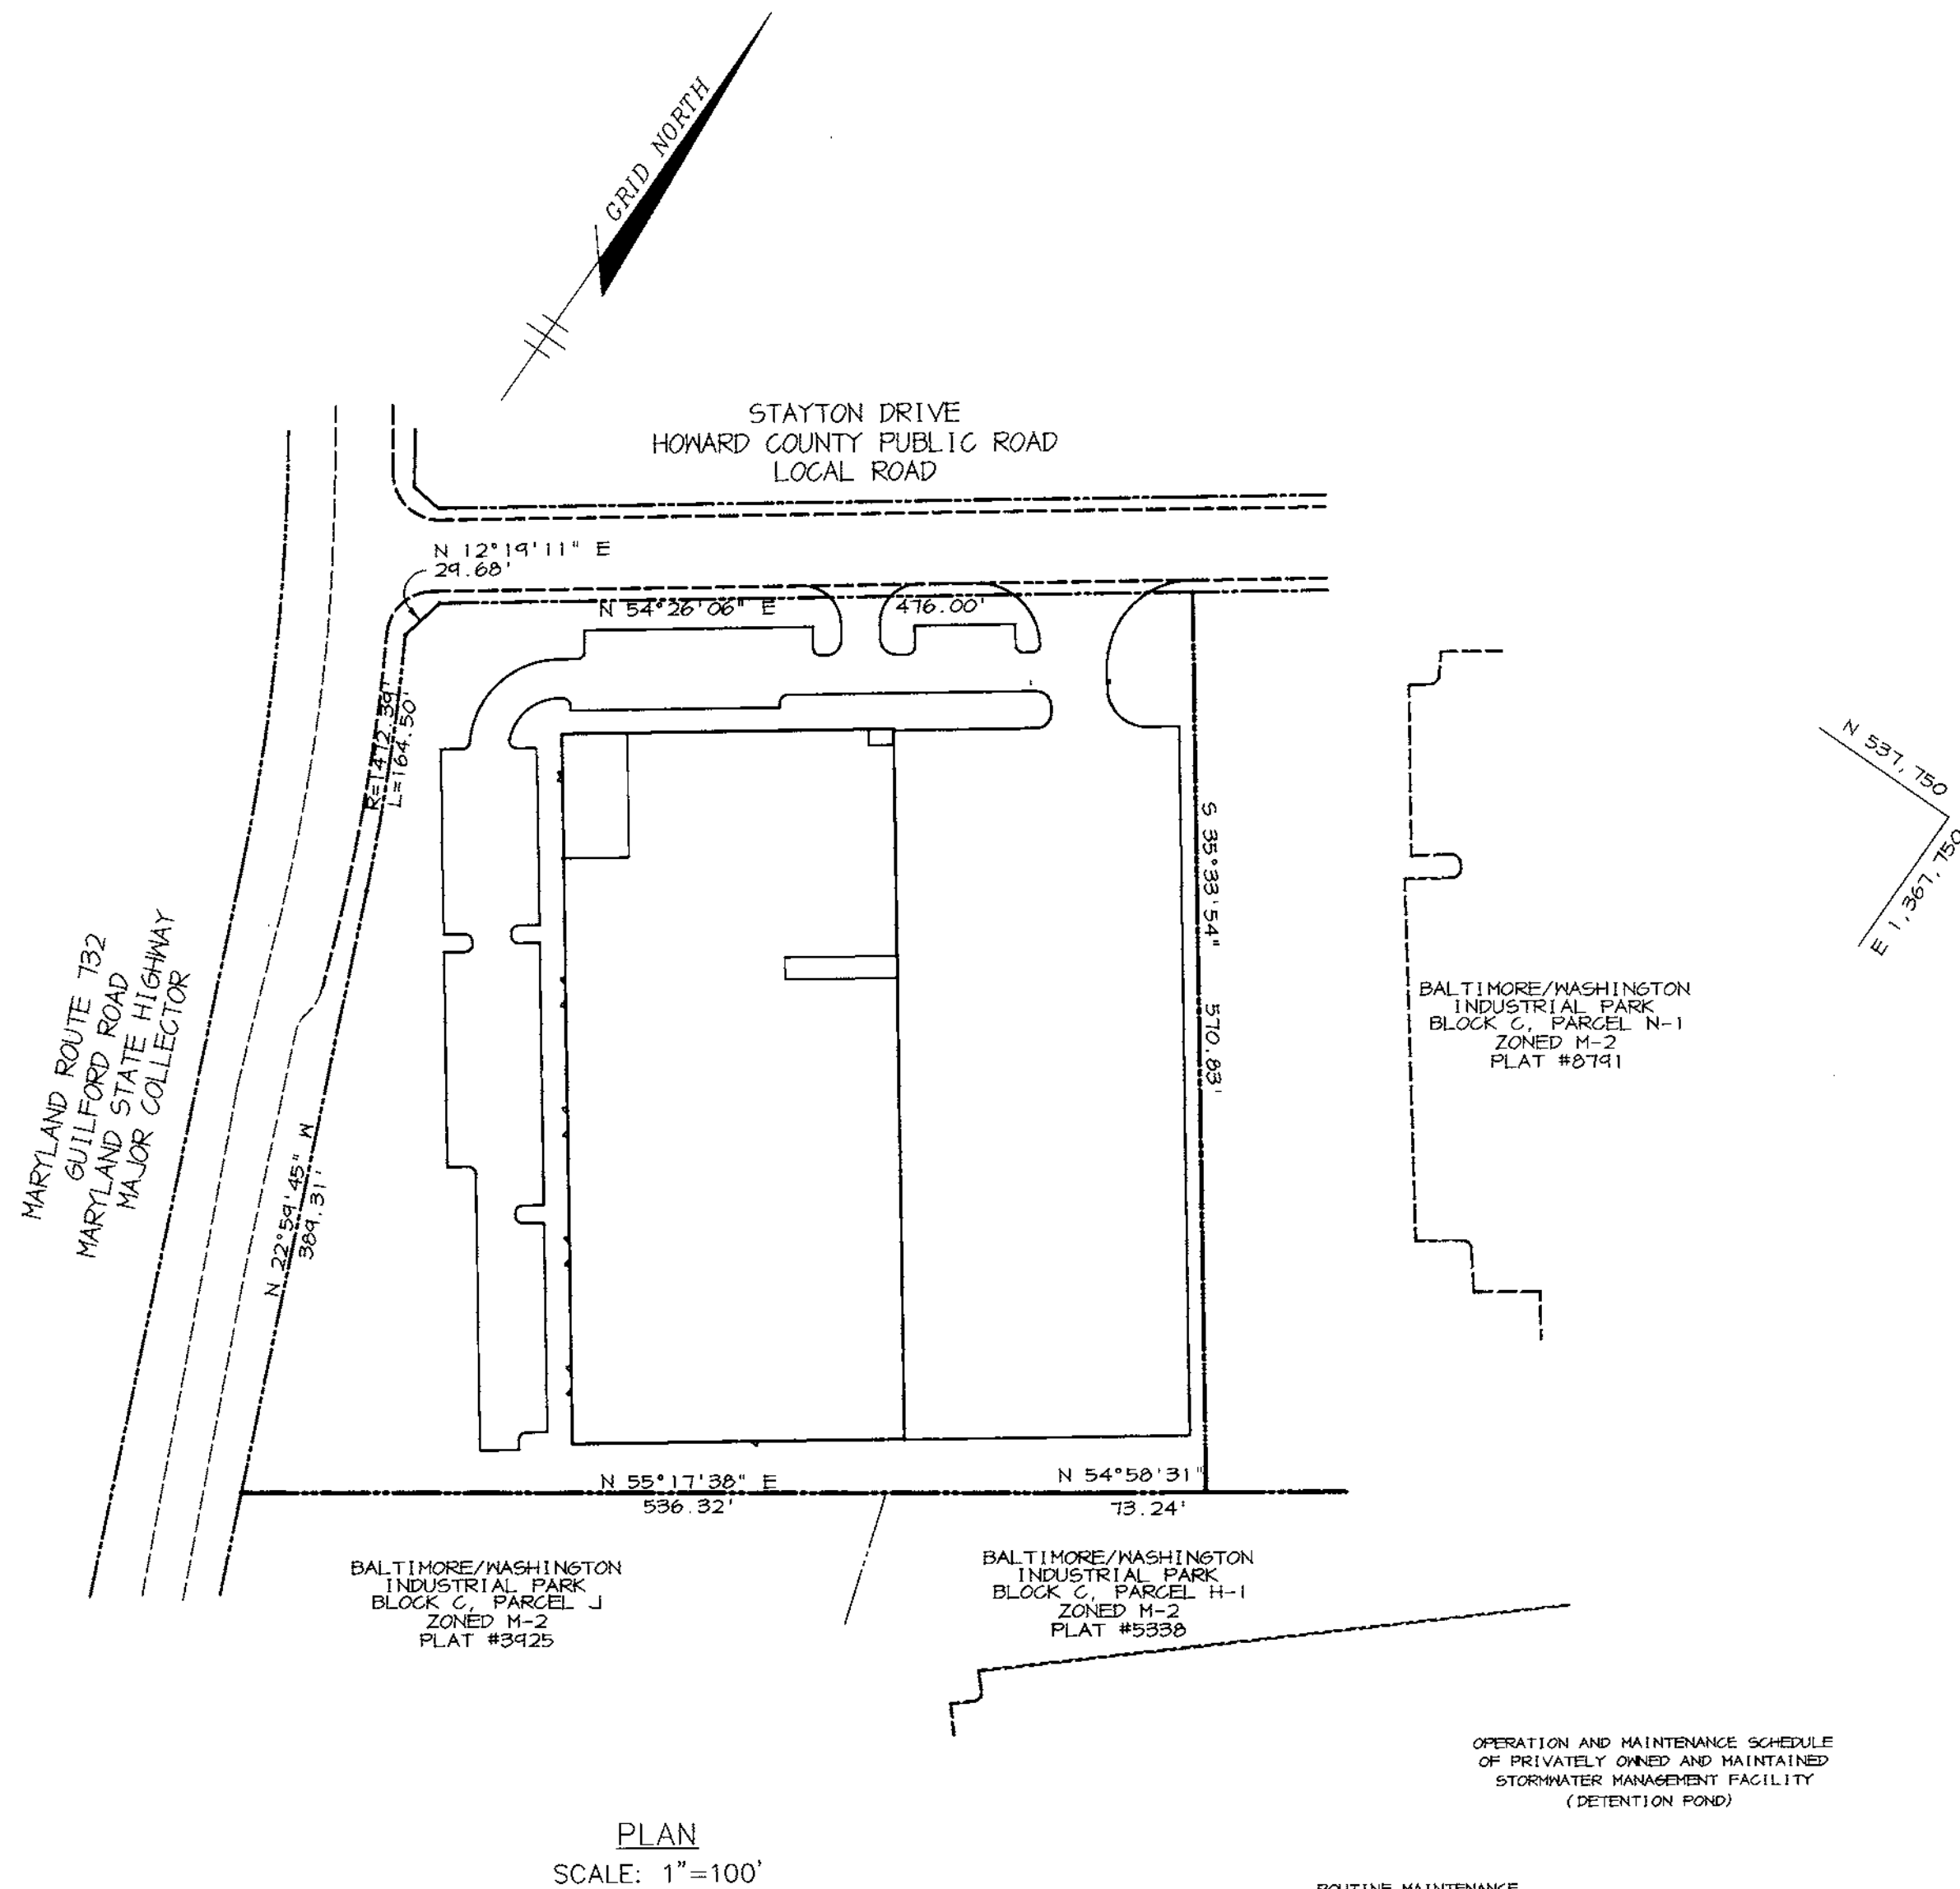 GRID NORTH
STAYTON DRIVE
HOWARD COUNTY PUBLIC ROAD
LOCAL ROAD
N 12°19'11" E
29.68'
N 54°26'06" E
476.00'
R=1472.39'
L=164.50'
S 35°33'54"
570.83'
N 537,750
E 1,367,750
BALTIMORE/WASHINGTON
INDUSTRIAL PARK
BLOCK C, PARCEL N-1
ZONED M-2
PLAT #8791
MARYLAND ROUTE 732
GUILFORD ROAD
MARYLAND STATE HIGHWAY
MAJOR COLLECTOR
N 22°59'45" W
389.31'
N 55°17'38" E
536.32'
N 54°58'31"
73.24'
BALTIMORE/WASHINGTON
INDUSTRIAL PARK
BLOCK C, PARCEL J
ZONED M-2
PLAT #3925
BALTIMORE/WASHINGTON
INDUSTRIAL PARK
BLOCK C, PARCEL H-1
ZONED M-2
PLAT #5338
OPERATION AND MAINTENANCE SCHEDULE
OF PRIVATELY OWNED AND MAINTAINED
STORMWATER MANAGEMENT FACILITY
(DETENTION POND)
PLAN
SCALE: 1"=100'
ROUTINE MAINTENANCE